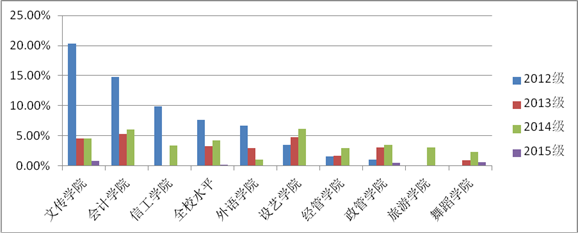 25.00%
20.00%
15.00%
10.00%
5.00%
0.00%
文传学院
会计学院
信工学院
全校水平
外语学院
设艺学院
经管学院
政管学院
旅游学院
舞蹈学院
2012级
2013级
2014级
2015级